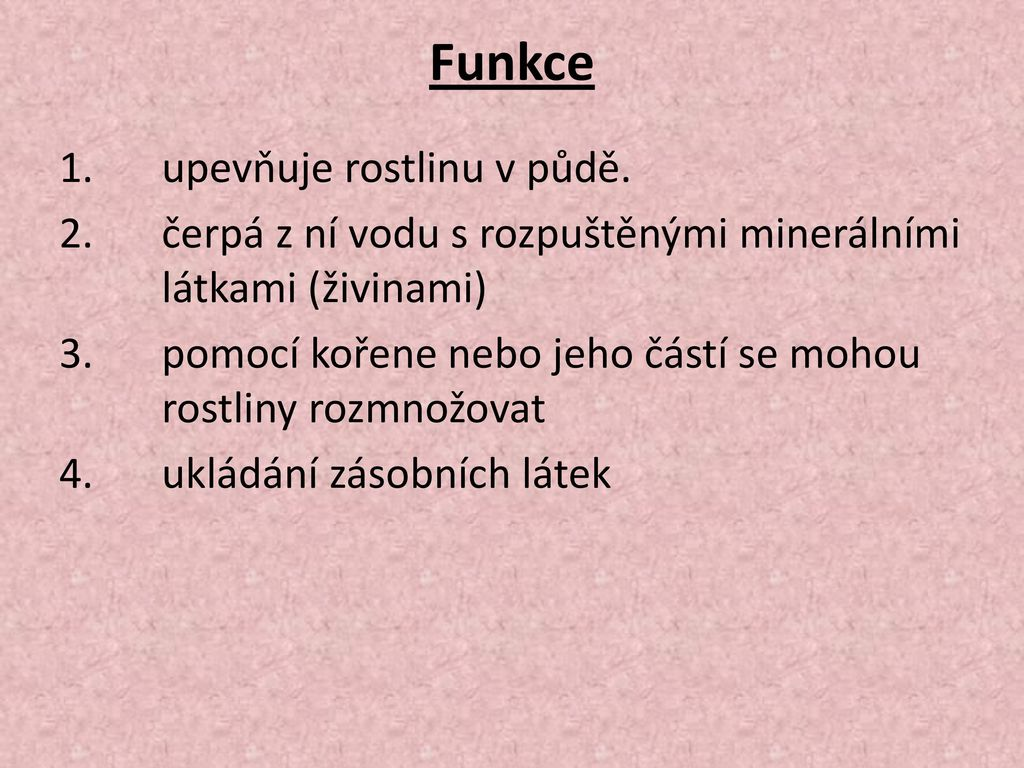 Funkce
1. upevňuje rostlinu v půdě.
2. čerpá z ní vodu s rozpuštěnými minerálními
látkami (živinami)
3. pomocí kořene nebo jeho částí se mohou
rostliny rozmnožovat
4. ukládání zásobních látek